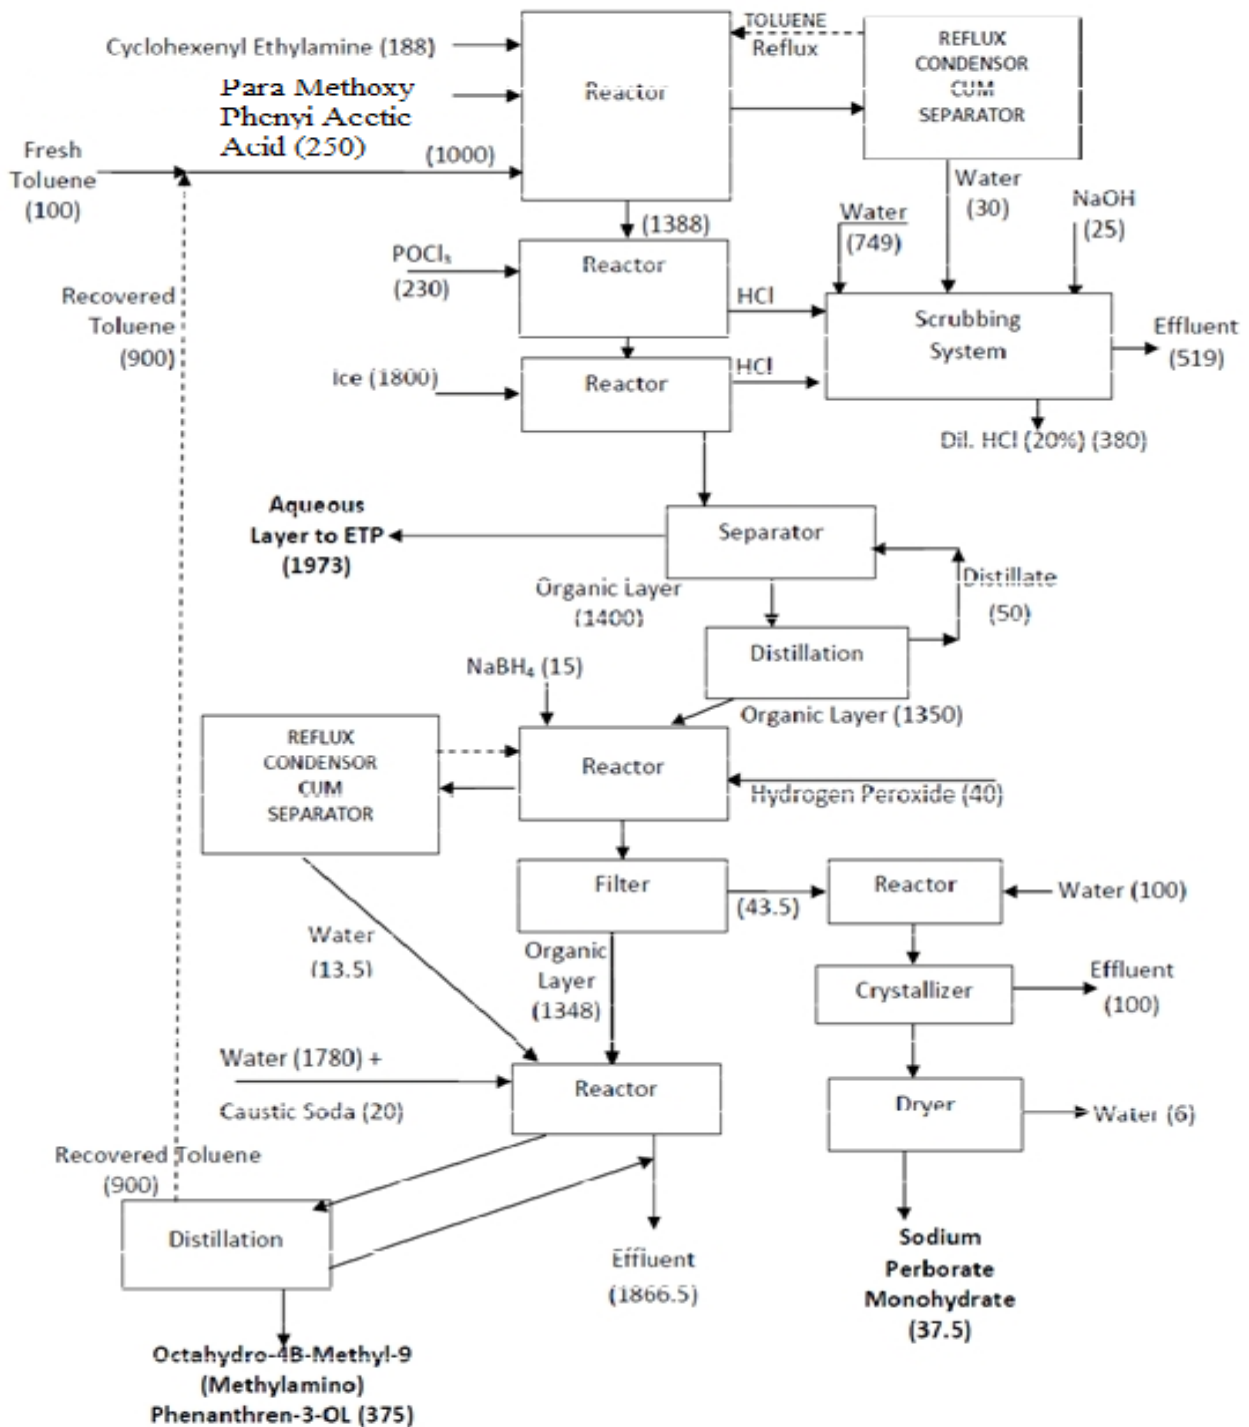 TOLUENE
Reflux
Cyclohexenyl Ethylamine (188)
REFLUX
CONDENSOR
CUM
SEPARATOR
Para Methoxy
Phenyi Acctic
Acid (250)
Reactor
Fresh
Toluene
(100)
(1000)
Water
(30)
NaOH
(25)
Water
(749)
(1388)
POCl₃
(230)
Reactor
HCl
Recovered
Toluene
(900)
Scrubbing
System
Effluent
(519)
Ice (1800)
Reactor
HCl
Dil. HCl (20%) (380)
Aqueous
Layer to ETP
(1973)
Separator
Organic Layer
(1400)
Distillate
(50)
Distillation
NaBH₄ (15)
Organic Layer (1350)
REFLUX
CONDENSOR
CUM
SEPARATOR
Reactor
Hydrogen Peroxide (40)
Filter
(43.5)
Reactor
Water (100)
Water
(13.5)
Organic
Layer
(1348)
Crystallizer
Effluent
(100)
Water (1780) +
Caustic Soda (20)
Reactor
Dryer
Water (6)
Recovered Toluene
(900)
Distillation
Effluent
(1866.5)
Sodium
Perborate
Monohydrate
(37.5)
Octahydro-4B-Methyl-9
(Methylamino)
Phenanthren-3-OL (375)